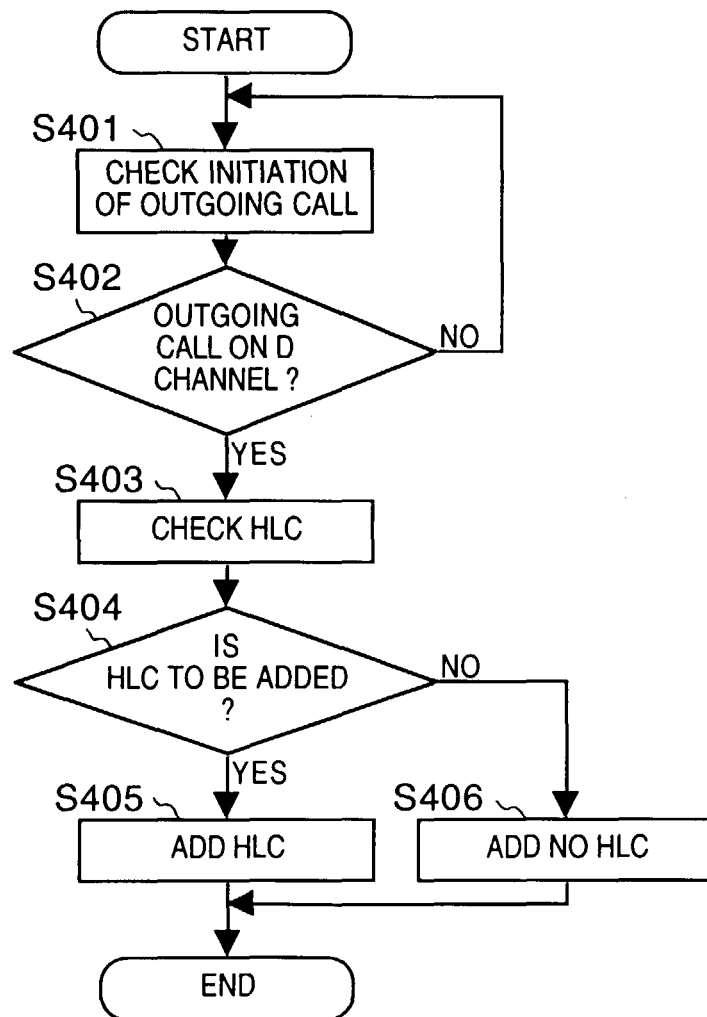 START
S401
CHECK INITIATION
OF OUTGOING CALL
S402
OUTGOING
CALL ON D
CHANNEL ?
NO
YES
S403
CHECK HLC
S404
IS
HLC TO BE ADDED
?
NO
YES
S405
ADD HLC
S406
ADD NO HLC
END